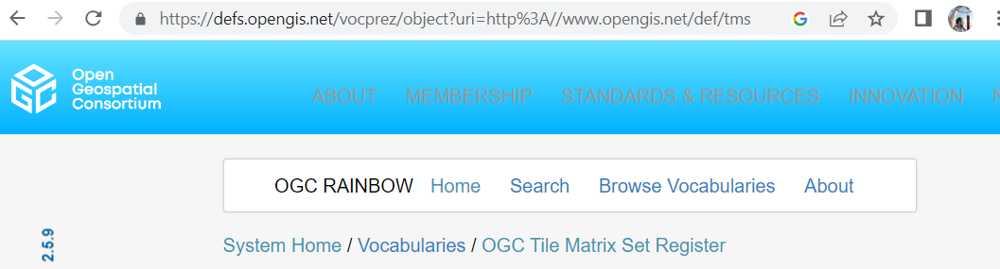 https://defs.opengis.net/vocprez/object?uri=http%3A//www.opengis.net/def/tms
Open
Geospatial
Consortium
ABOUT MEMBERSHIP STANDARDS & RESOURCES INNOVATION
OGC RAINBOW Home Search Browse Vocabularies About
2.5.9
System Home / Vocabularies / OGC Tile Matrix Set Register